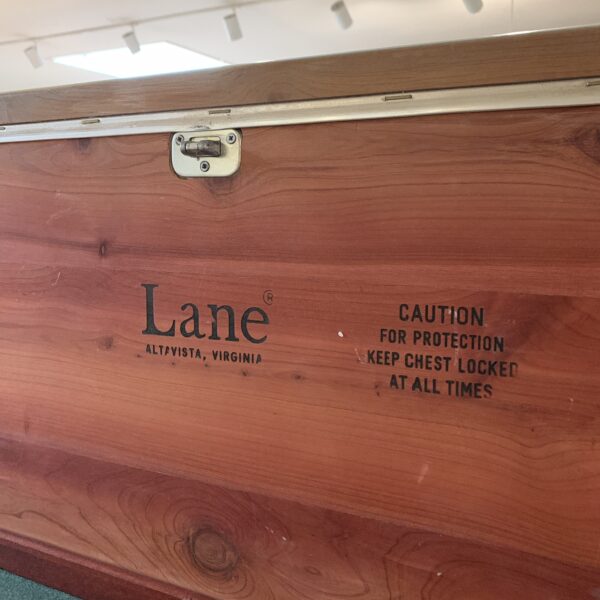 Lane®
ALTAVISTA, VIRGINIA
CAUTION
FOR PROTECTION
KEEP CHEST LOCKED
AT ALL TIMES